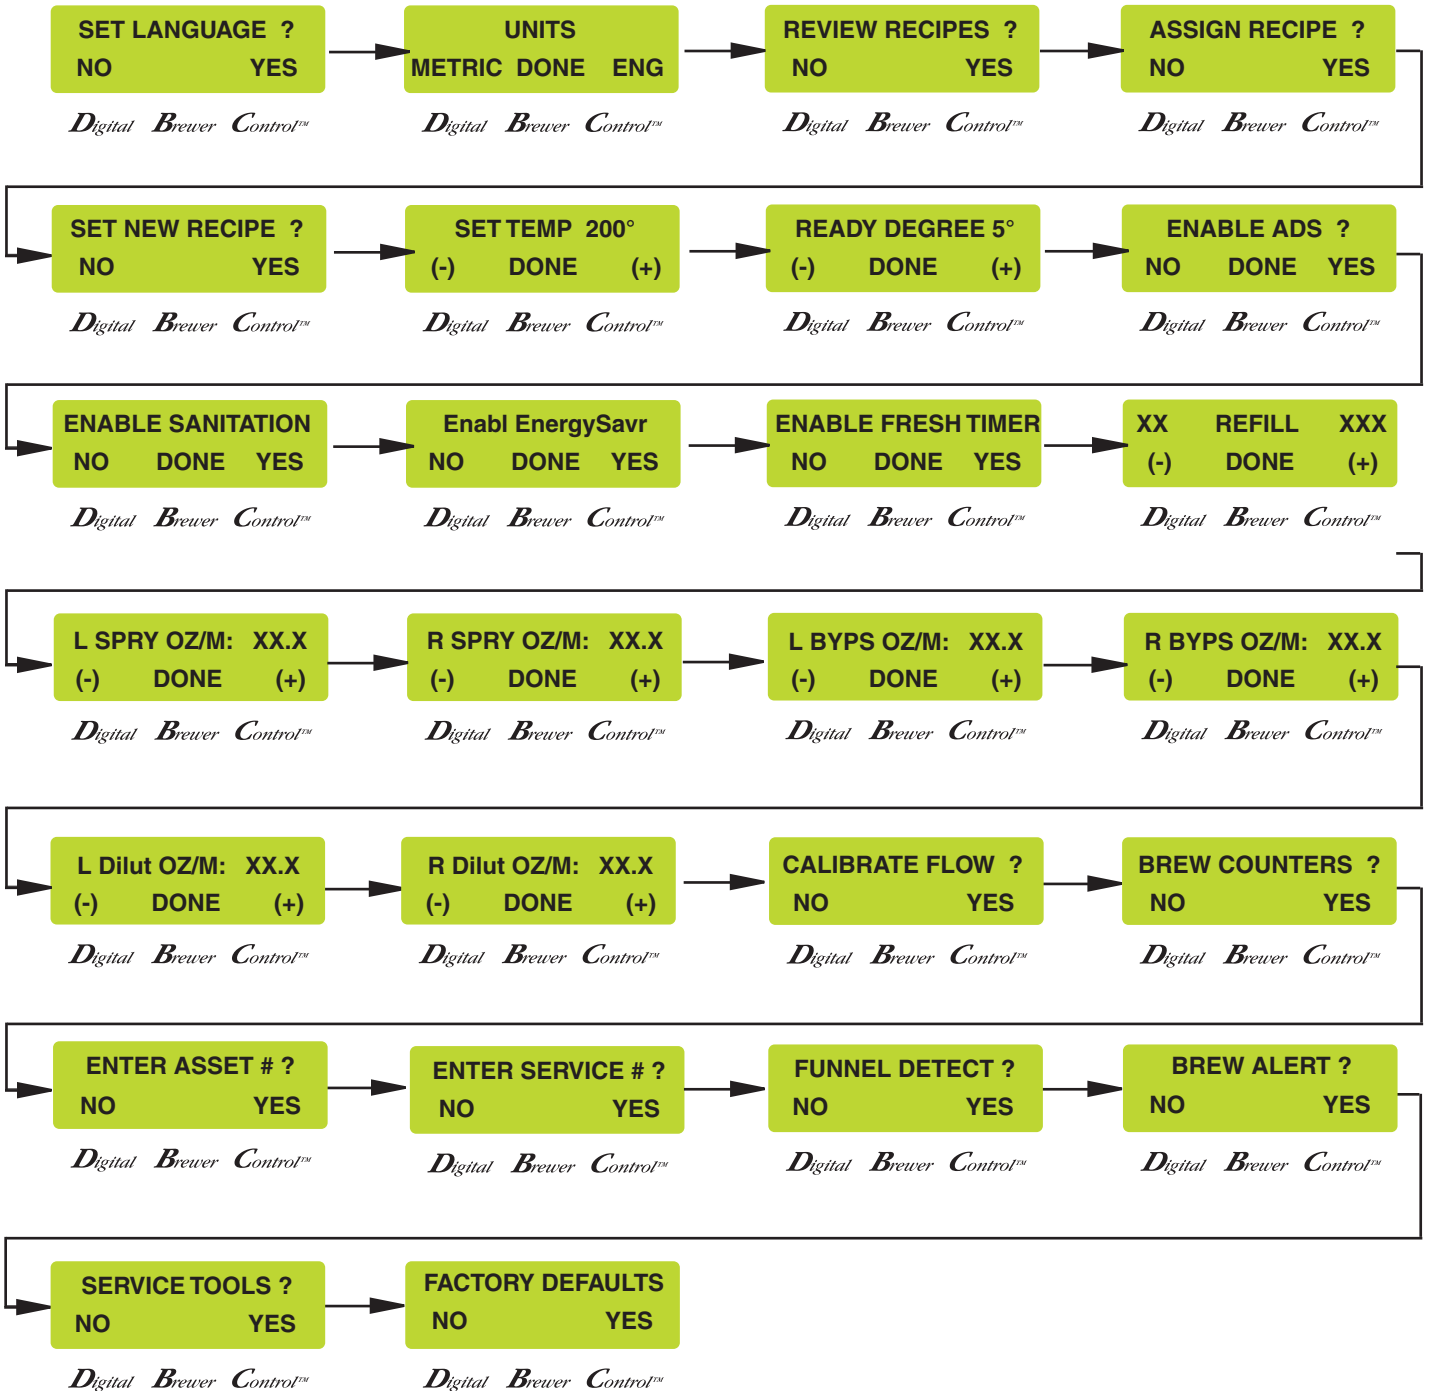 SET LANGUAGE ?
NO YES
Digital Brewer Control™
UNITS
METRIC DONE ENG
Digital Brewer Control™
REVIEW RECIPES ?
NO YES
Digital Brewer Control™
ASSIGN RECIPE ?
NO YES
Digital Brewer Control™
SET NEW RECIPE ?
NO YES
Digital Brewer Control™
SET TEMP 200°
(-) DONE (+)
Digital Brewer Control™
READY DEGREE 5°
(-) DONE (+)
Digital Brewer Control™
ENABLE ADS ?
NO DONE YES
Digital Brewer Control™
ENABLE SANITATION
NO DONE YES
Digital Brewer Control™
Enabl EnergySavr
NO DONE YES
Digital Brewer Control™
ENABLE FRESH TIMER
NO DONE YES
Digital Brewer Control™
XX REFILL XXX
(-) DONE (+)
Digital Brewer Control™
L SPRY OZ/M: XX.X
(-) DONE (+)
Digital Brewer Control™
R SPRY OZ/M: XX.X
(-) DONE (+)
Digital Brewer Control™
L BYPS OZ/M: XX.X
(-) DONE (+)
Digital Brewer Control™
R BYPS OZ/M: XX.X
(-) DONE (+)
Digital Brewer Control™
L Dilut OZ/M: XX.X
(-) DONE (+)
Digital Brewer Control™
R Dilut OZ/M: XX.X
(-) DONE (+)
Digital Brewer Control™
CALIBRATE FLOW ?
NO YES
Digital Brewer Control™
BREW COUNTERS ?
NO YES
Digital Brewer Control™
ENTER ASSET # ?
NO YES
Digital Brewer Control™
ENTER SERVICE # ?
NO YES
Digital Brewer Control™
FUNNEL DETECT ?
NO YES
Digital Brewer Control™
BREW ALERT ?
NO YES
Digital Brewer Control™
SERVICE TOOLS ?
NO YES
Digital Brewer Control™
FACTORY DEFAULTS
NO YES
Digital Brewer Control™